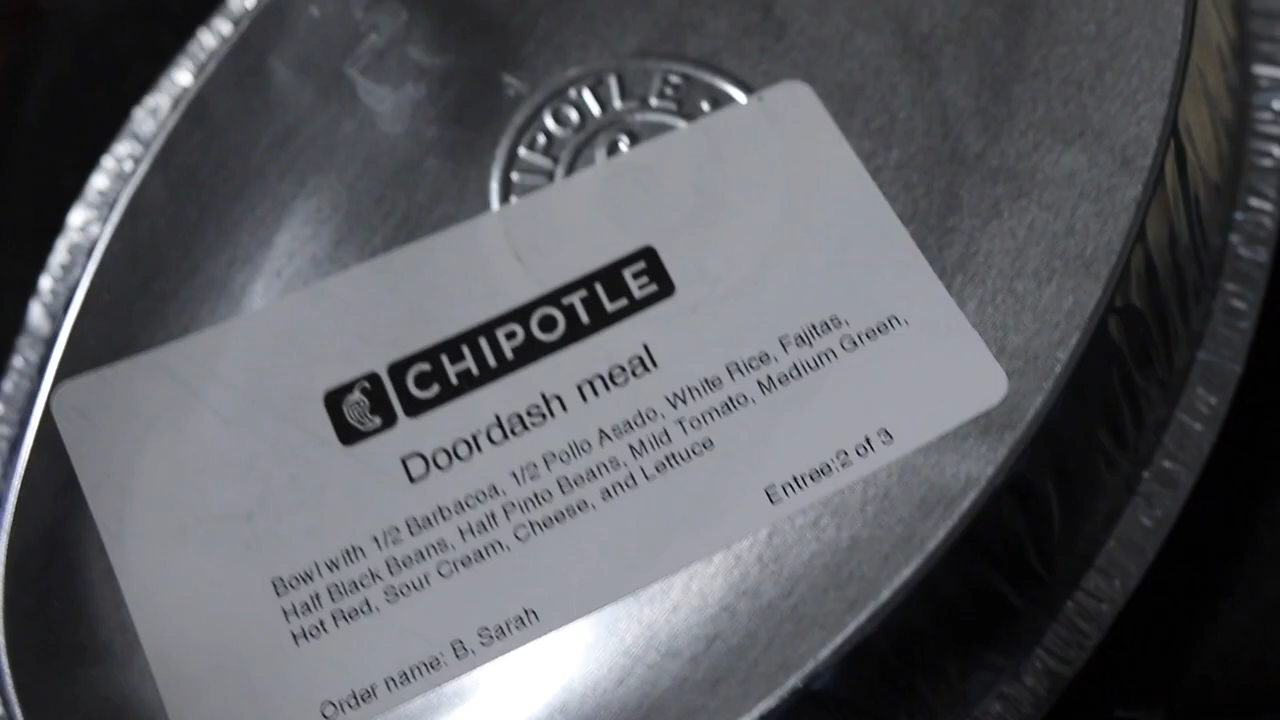 IPOTLE
CHIPOTLE
Doordash meal
Bowl with 1/2 Barbacoa, 1/2 Pollo Asado, White Rice, Fajitas,
Half Black Beans, Half Pinto Beans, Mild Tomato, Medium Green,
Hot Red, Sour Cream, Cheese, and Lettuce
Entree:2 of 3
Order name: B, Sarah